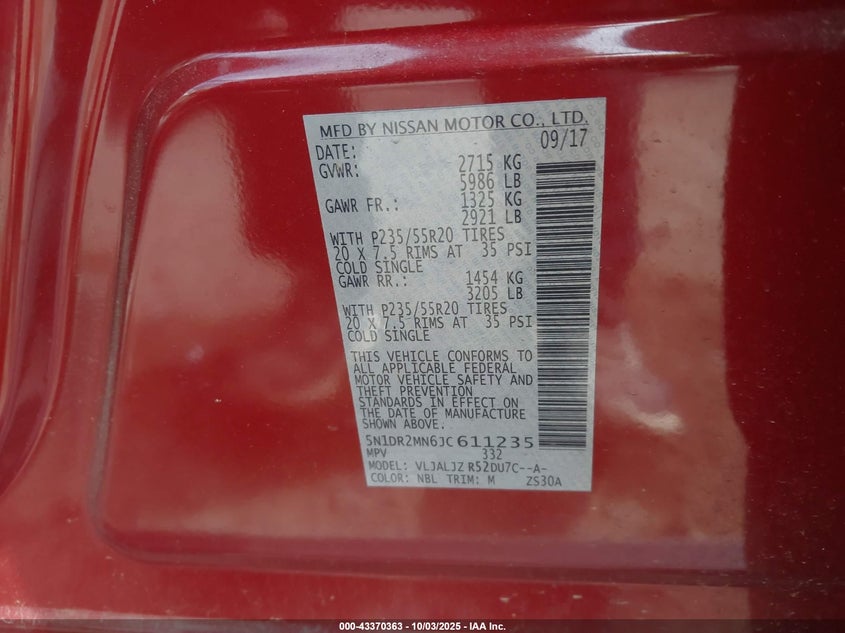 MFD BY NISSAN MOTOR CO., LTD.
DATE: 09/17
GVWR: 2715 KG
5986 LB
GAWR FR.: 1325 KG
2921 LB
WITH P235/55R20 TIRES
20 X 7.5 RIMS AT 35 PSI
COLD SINGLE
GAWR RR.: 1454 KG
3205 LB
WITH P235/55R20 TIRES
20 X 7.5 RIMS AT 35 PSI
COLD SINGLE
THIS VEHICLE CONFORMS TO
ALL APPLICABLE FEDERAL
MOTOR VEHICLE SAFETY AND
THEFT PREVENTION
STANDARDS IN EFFECT ON
THE DATE OF MANUFACTURE
SHOWN ABOVE.
5N1DR2MN6JC611235
MPV 332
MODEL: VLJALJZ R52DU7C--A-
COLOR: NBL TRIM: M ZS30A
000-43370363 - 10/03/2025 - IAA Inc.